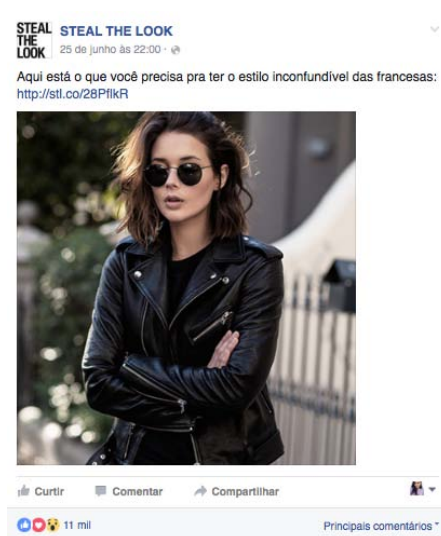 STEAL
THE
LOOK
STEAL THE LOOK
25 de junho às 22:00 ·
Aqui está o que você precisa pra ter o estilo inconfundível das francesas:
http://stl.co/28PflkR
Curtir Comentar Compartilhar
11 mil Principais comentários